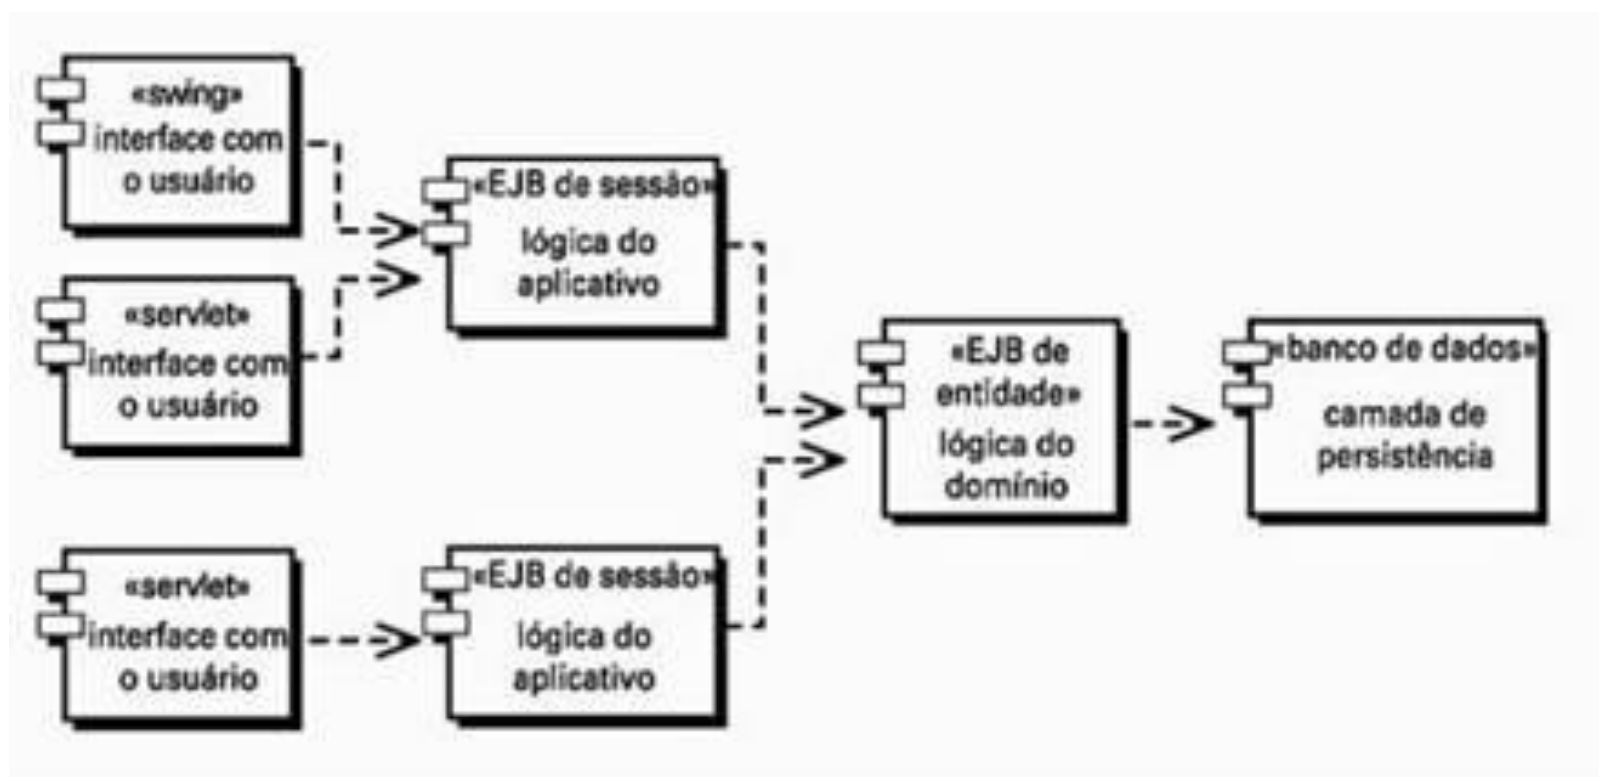 «swing»
interface com
o usuário
«servlet»
interface com
o usuário
«servlet»
interface com
o usuário
«EJB de sessão»
lógica do
aplicativo
«EJB de sessão»
lógica do
aplicativo
«EJB de
entidade»
lógica do
domínio
«banco de dados»
camada de
persistência